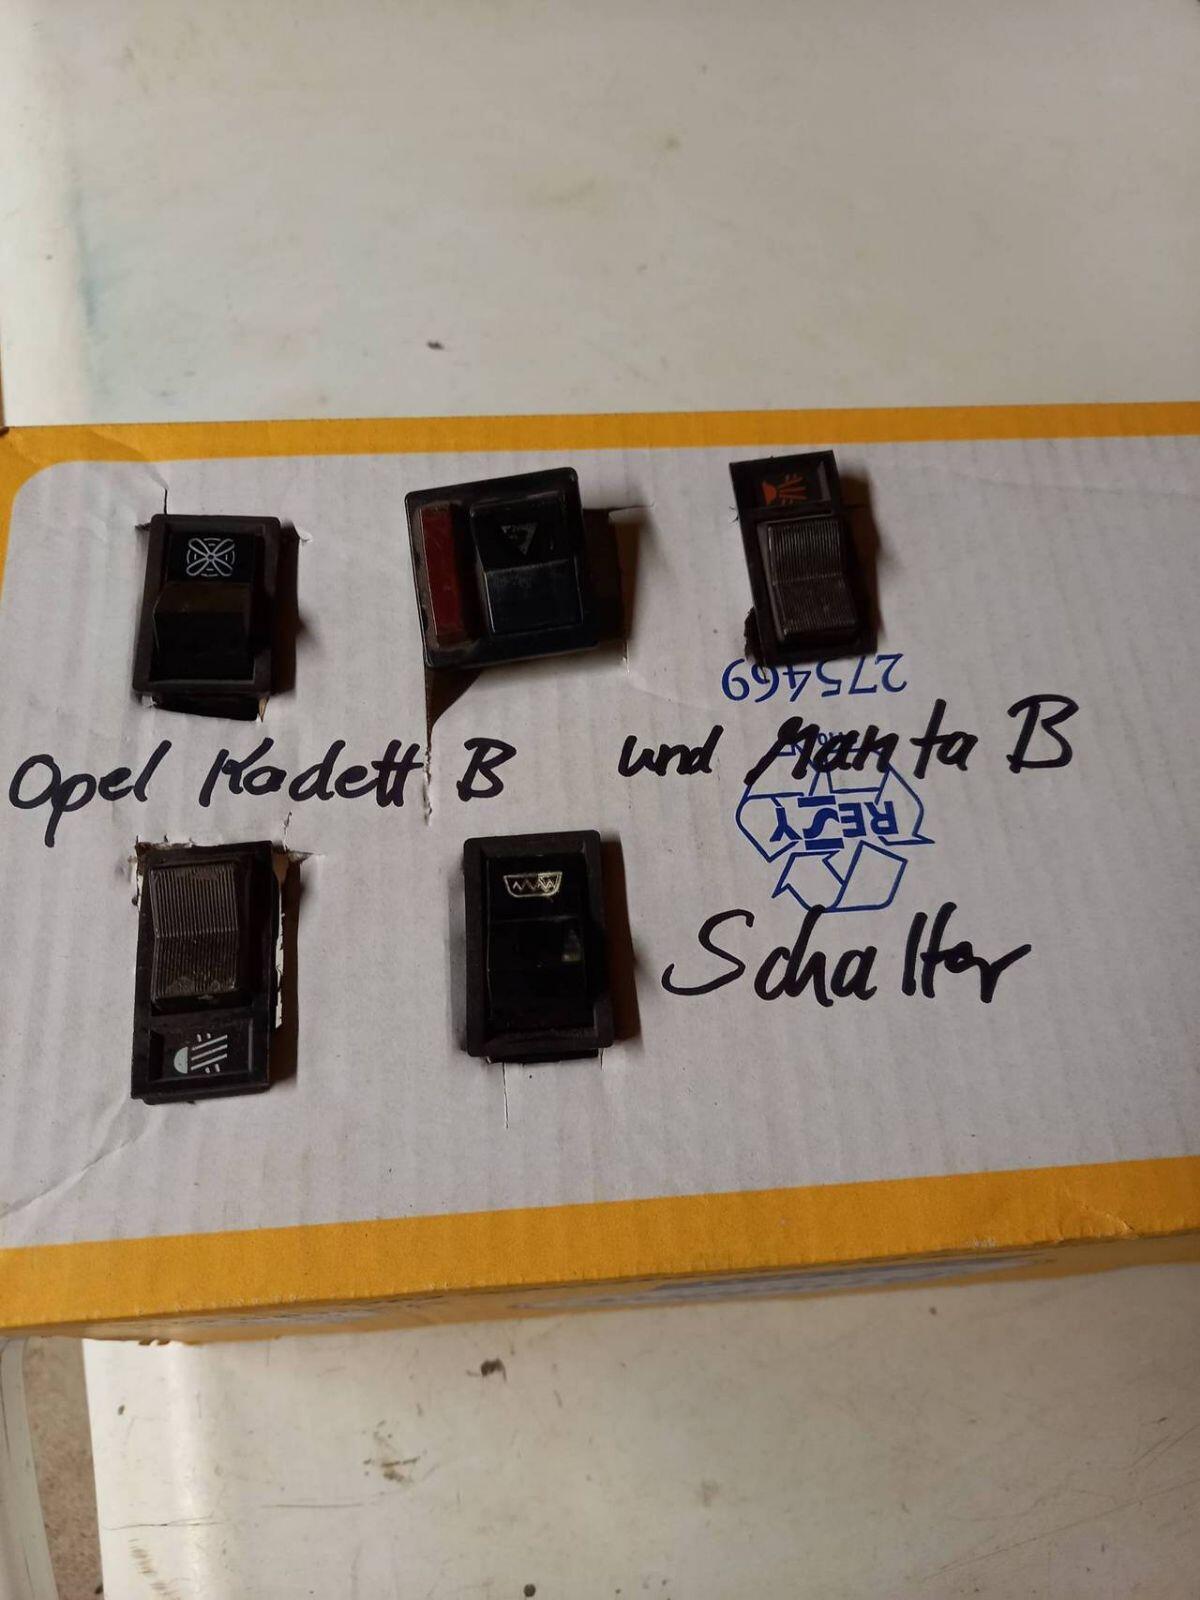 275469
Opel Kadett B und Manta B
RESY
Schalter